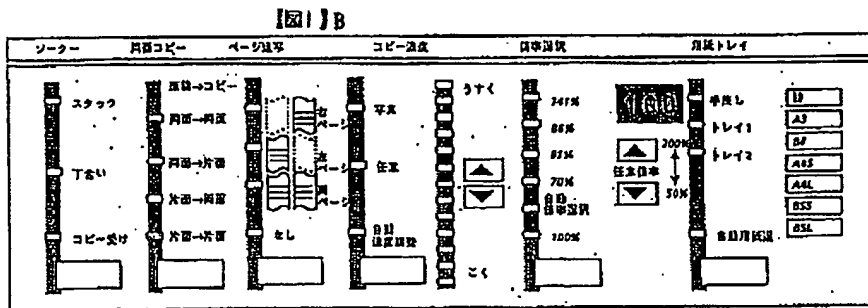 【図1】B
ソーター 両面コピー ページ連写 コピー濃度 倍率選択 用紙トレイ
スタック
丁合い
コピー受け
両面→両面
両面→片面
片面→両面
片面→片面
右ページ
左ページ
両ページ
なし
写真
任意
自動濃度調整
うすく
こく
141%
86%
81%
70%
自動倍率選択
100%
100
200%
任意倍率
50%
手差し
トレイ1
トレイ2
自動用紙選択
A3
B4
A4S
A4L
B5S
B5L